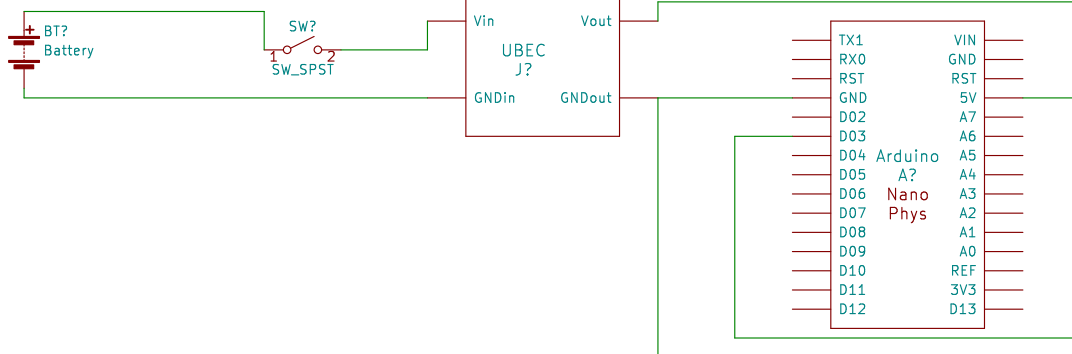 BT?
Battery
+
SW?
1 2
SW_SPST
Vin Vout
UBEC
J?
GNDin GNDout
TX1 VIN
RX0 GND
RST RST
GND 5V
D02 A7
D03 A6
D04 Arduino A5
D05 A? A4
D06 Nano A3
D07 Phys A2
D08 A1
D09 A0
D10 REF
D11 3V3
D12 D13